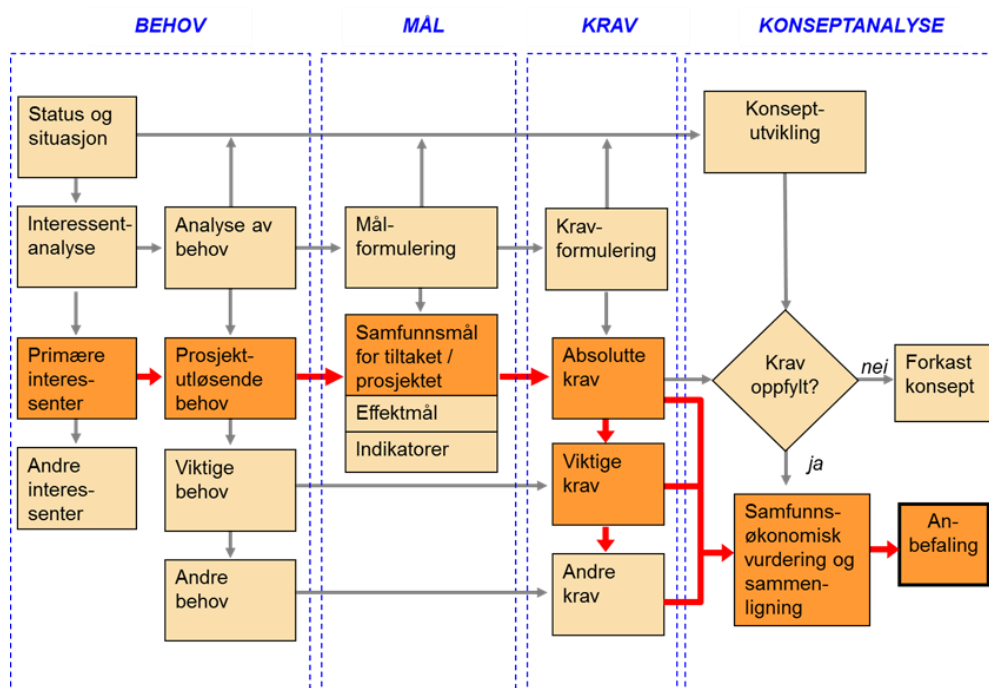 BEHOV
MÅL
KRAV
KONSEPTANALYSE
Status og
situasjon
Konsept-
utvikling
Interessent-
analyse
Analyse av
behov
Mål-
formulering
Krav-
formulering
Primære
interes-
senter
Prosjekt-
utløsende
behov
Samfunnsmål
for tiltaket /
prosjektet
Effektmål
Indikatorer
Absolutte
krav
Krav
oppfylt?
nei
Forkast
konsept
Andre
interes-
senter
Viktige
behov
Viktige
krav
ja
Samfunns-
økonomisk
vurdering og
sammen-
ligning
An-
befaling
Andre
behov
Andre
krav